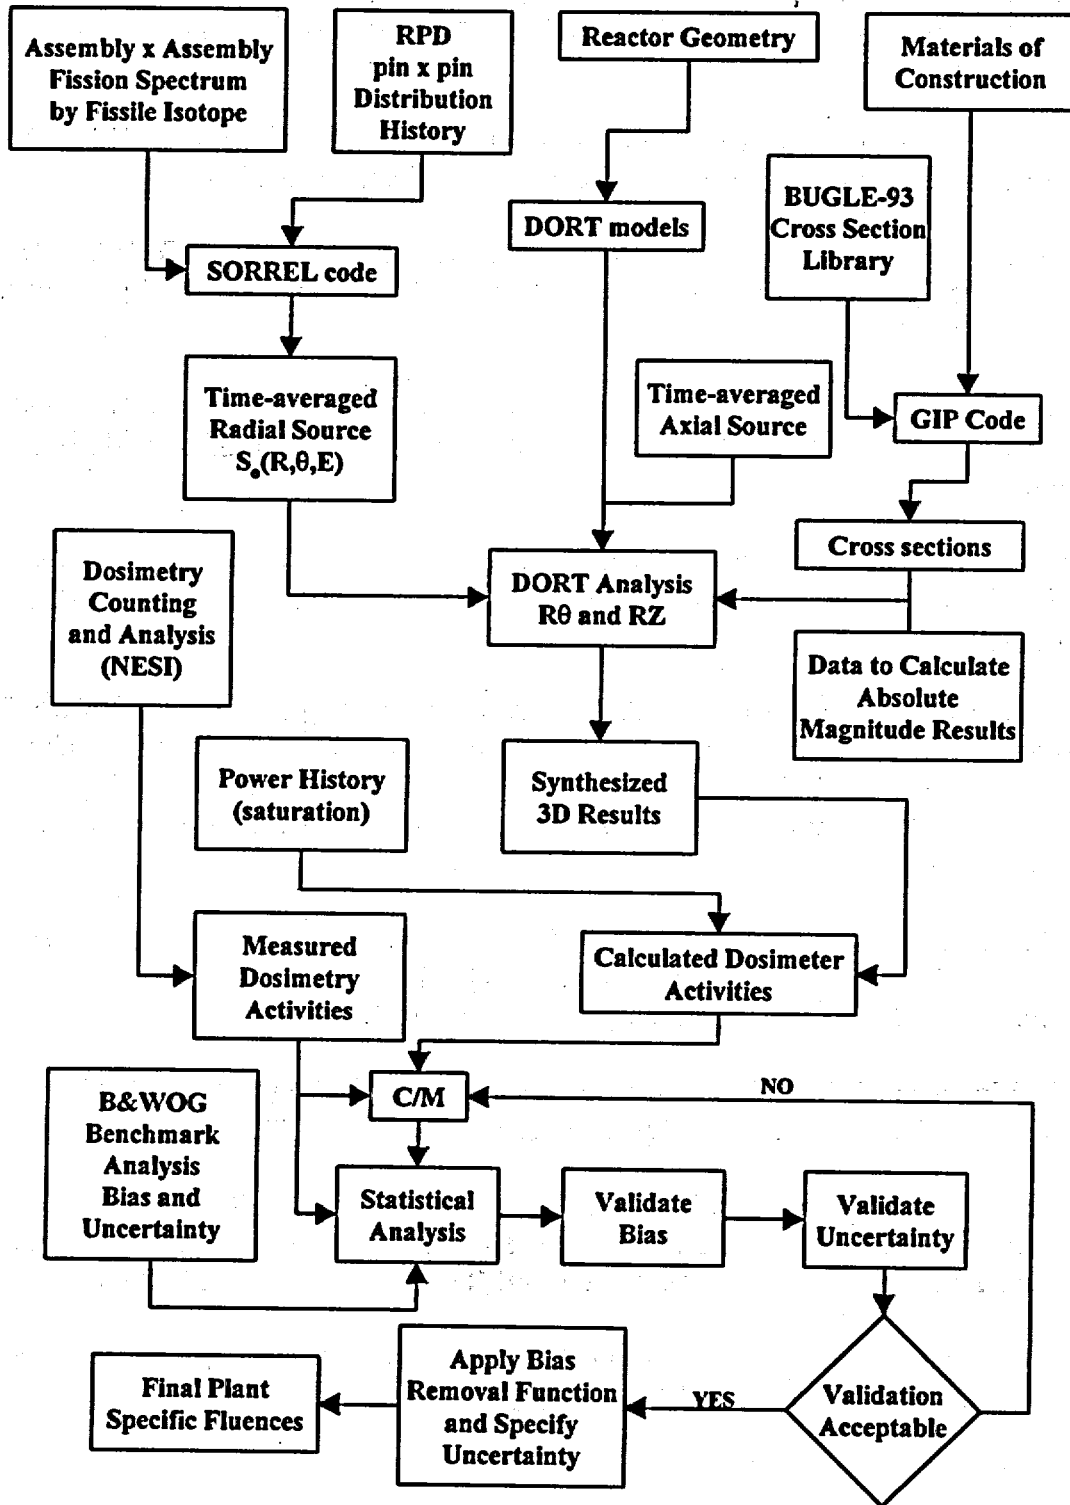 Assembly x Assembly
Fission Spectrum
by Fissile Isotope
RPD
pin x pin
Distribution
History
Reactor Geometry
Materials of
Construction
BUGLE-93
Cross Section
Library
DORT models
SORREL code
Time-averaged
Radial Source
Sₒ(R,θ,E)
Time-averaged
Axial Source
GIP Code
Cross sections
Dosimetry
Counting
and Analysis
(NESI)
DORT Analysis
Rθ and RZ
Data to Calculate
Absolute
Magnitude Results
Power History
(saturation)
Synthesized
3D Results
Measured
Dosimetry
Activities
Calculated Dosimeter
Activities
C/M
NO
B&WOG
Benchmark
Analysis
Bias and
Uncertainty
Statistical
Analysis
Validate
Bias
Validate
Uncertainty
Final Plant
Specific Fluences
Apply Bias
Removal Function
and Specify
Uncertainty
YES
Validation
Acceptable